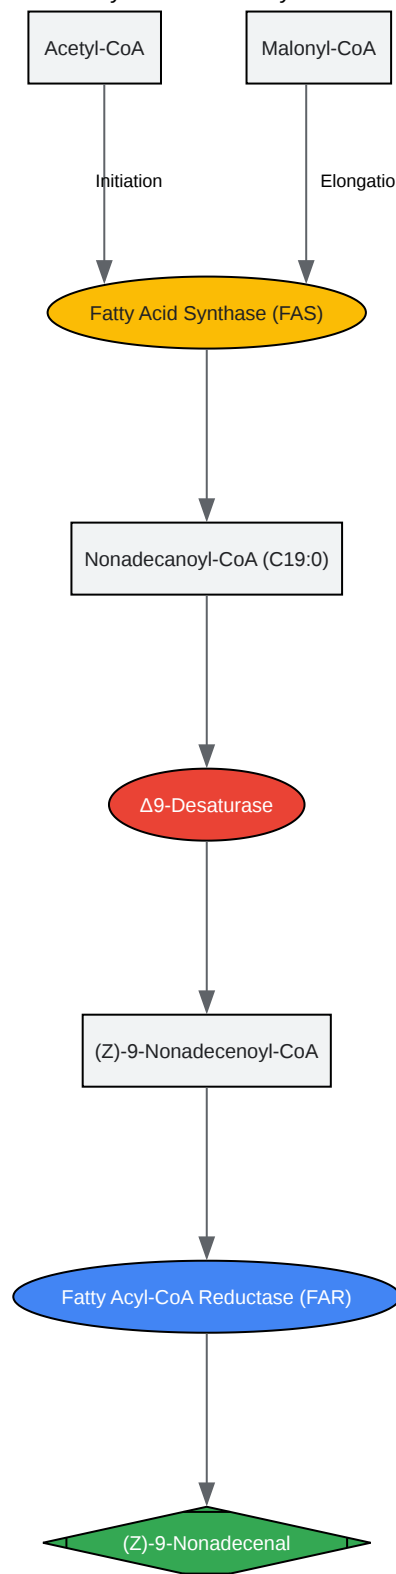 Acetyl-CoA
Malonyl-CoA
Initiation
Elongatio
Fatty Acid Synthase (FAS)
Nonadecanoyl-CoA (C19:0)
Δ9-Desaturase
(Z)-9-Nonadecenoyl-CoA
Fatty Acyl-CoA Reductase (FAR)
(Z)-9-Nonadecenal